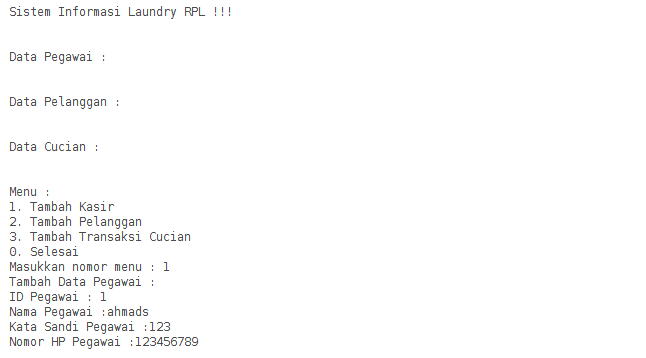 Sistem Informasi Laundry RPL !!!
Data Pegawai :
Data Pelanggan :
Data Cucian :
Menu :
1. Tambah Kasir
2. Tambah Pelanggan
3. Tambah Transaksi Cucian
0. Selesai
Masukkan nomor menu : 1
Tambah Data Pegawai :
ID Pegawai : 1
Nama Pegawai :ahmads
Kata Sandi Pegawai :123
Nomor HP Pegawai :123456789